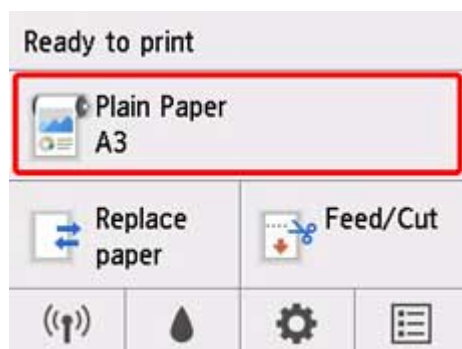 Ready to print
Plain Paper
A3
Replace
paper
Feed/Cut